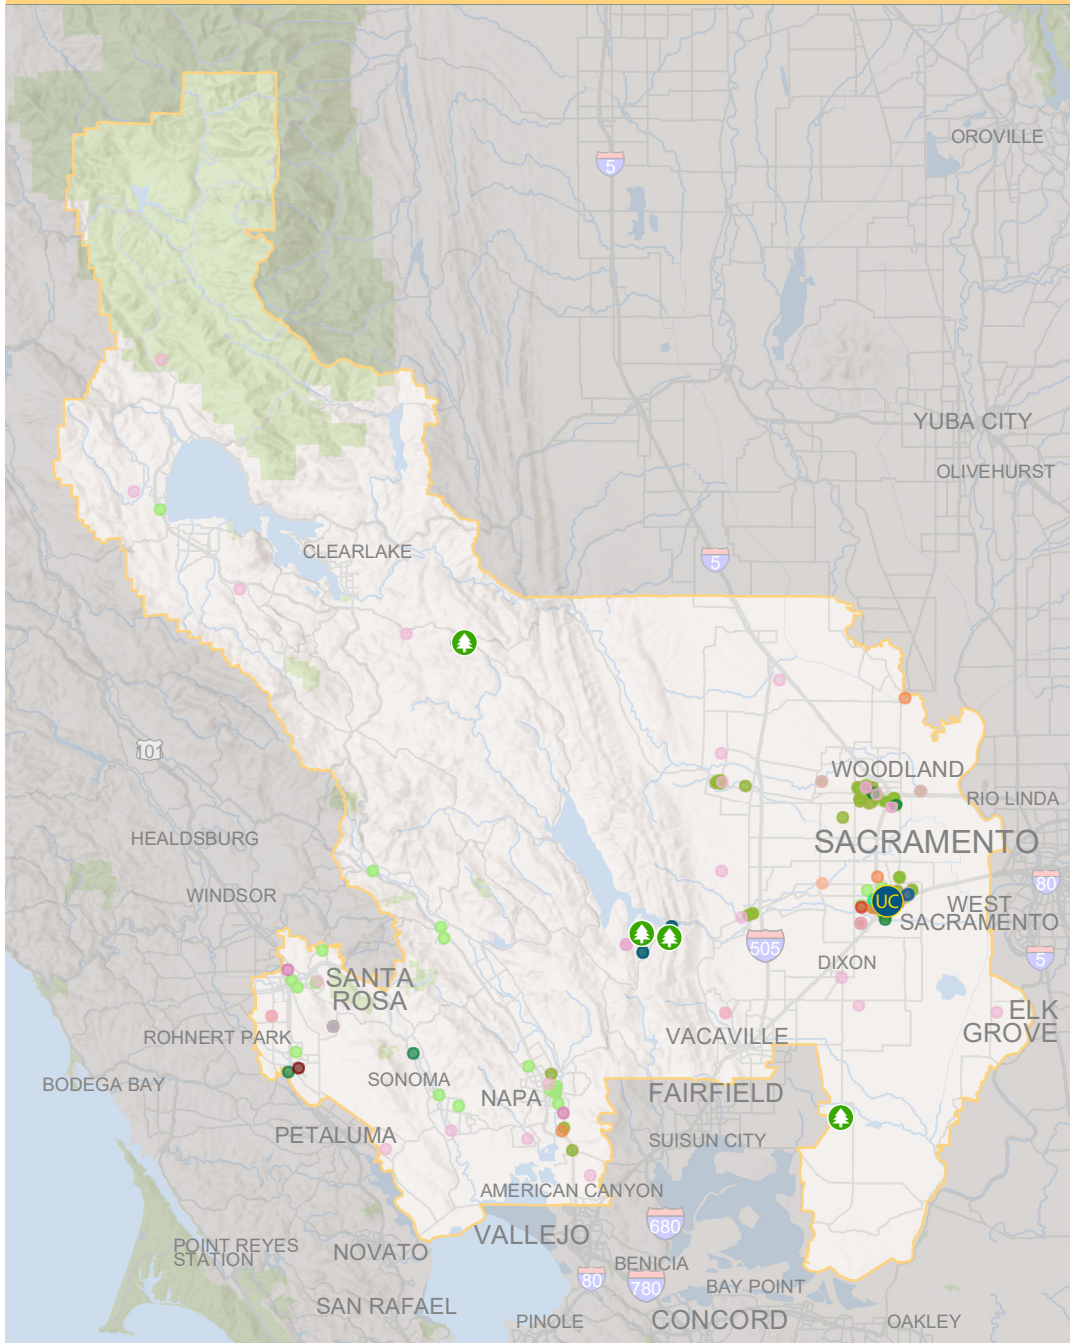 OROVILLE
5
YUBA CITY
OLIVEHURST
CLEARLAKE
5
101
WOODLAND
RIO LINDA
HEALDSBURG
SACRAMENTO
WINDSOR
80
UC
WEST
SACRAMENTO
505
5
DIXON
SANTA
ROSA
ELK
GROVE
ROHNERT PARK
VACAVILLE
BODEGA BAY
SONOMA
NAPA
FAIRFIELD
PETALUMA
SUISUN CITY
AMERICAN CANYON
680
VALLEJO
POINT REYES
STATION
NOVATO
BENICIA
80
780
BAY POINT
SAN RAFAEL
PINOLE
CONCORD
OAKLEY